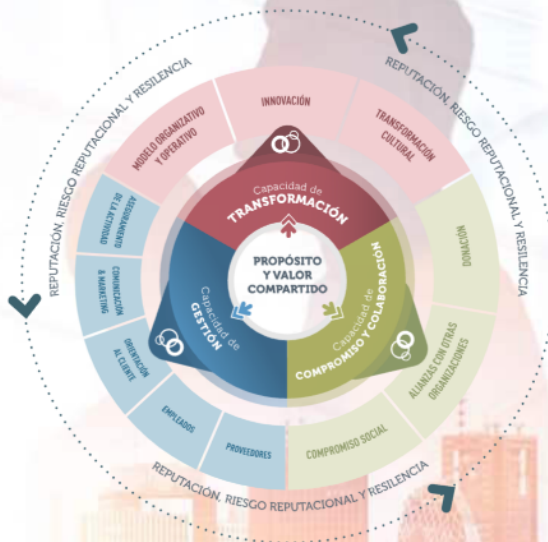 REPUTACIÓN, RIESGO REPUTACIONAL Y RESILENCIA
REPUTACIÓN, RIESGO REPUTACIONAL Y RESILENCIA
MODELO ORGANIZATIVO
Y OPERATIVO
INNOVACIÓN
TRANSFORMACIÓN
CULTURAL
Capacidad de
TRANSFORMACIÓN
ASEGURAMIENTO
DE LA ACTIVIDAD
COMUNICACIÓN
& MARKETING
ORIENTACIÓN
AL CLIENTE
EMPLEADOS
PROVEEDORES
Capacidad de
GESTIÓN
PROPÓSITO
Y VALOR
COMPARTIDO
Capacidad de
COMPROMISO Y COLABORACIÓN
DONACIÓN
ALIANZAS CON OTRAS
ORGANIZACIONES
COMPROMISO SOCIAL
REPUTACIÓN, RIESGO REPUTACIONAL Y RESILENCIA